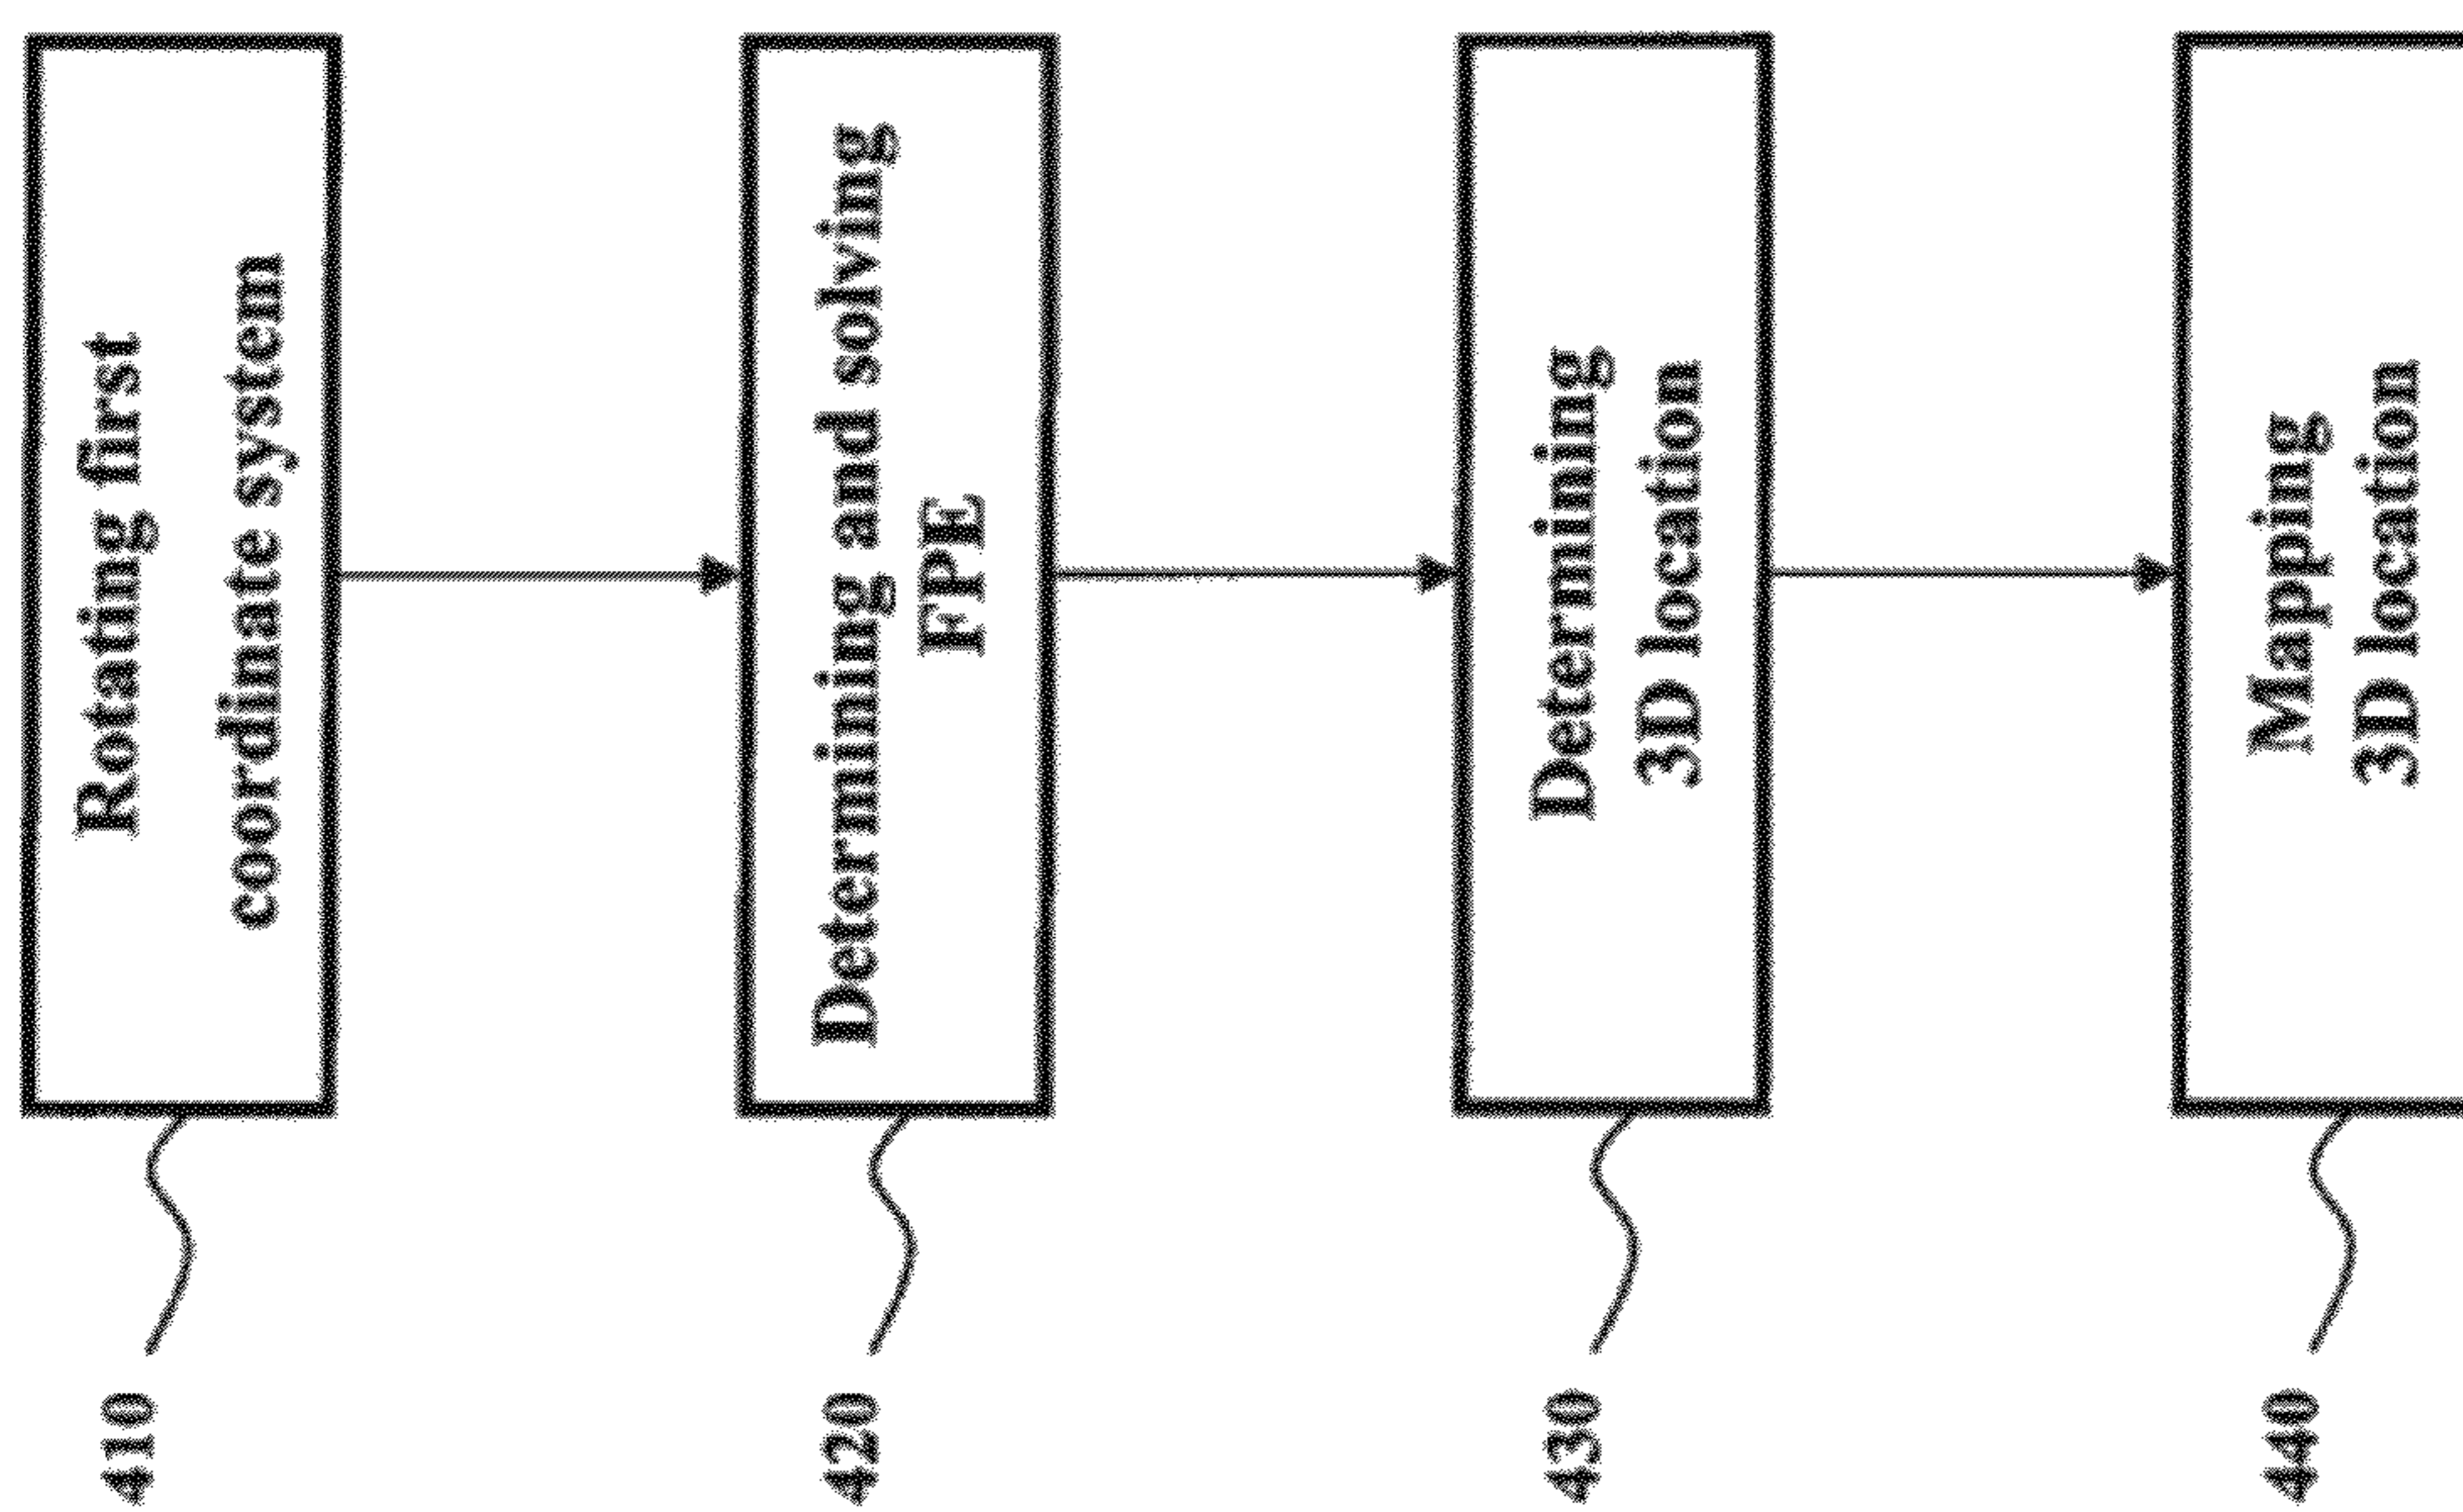 410
Rotating first
coordinate system
420
Determining and solving
FPE
430
Determining
3D location
440
Mapping
3D location